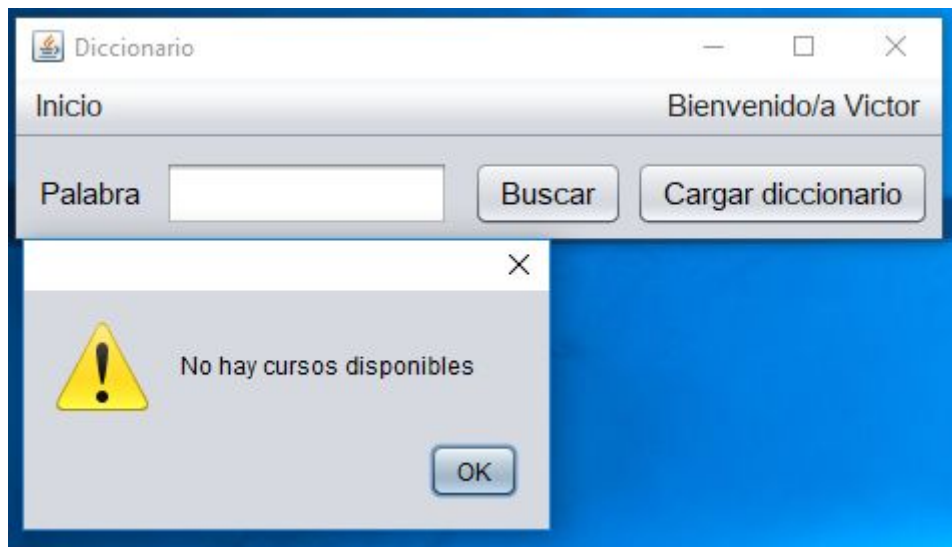 Diccionario
Inicio Bienvenido/a Victor
Palabra Buscar Cargar diccionario
No hay cursos disponibles
OK